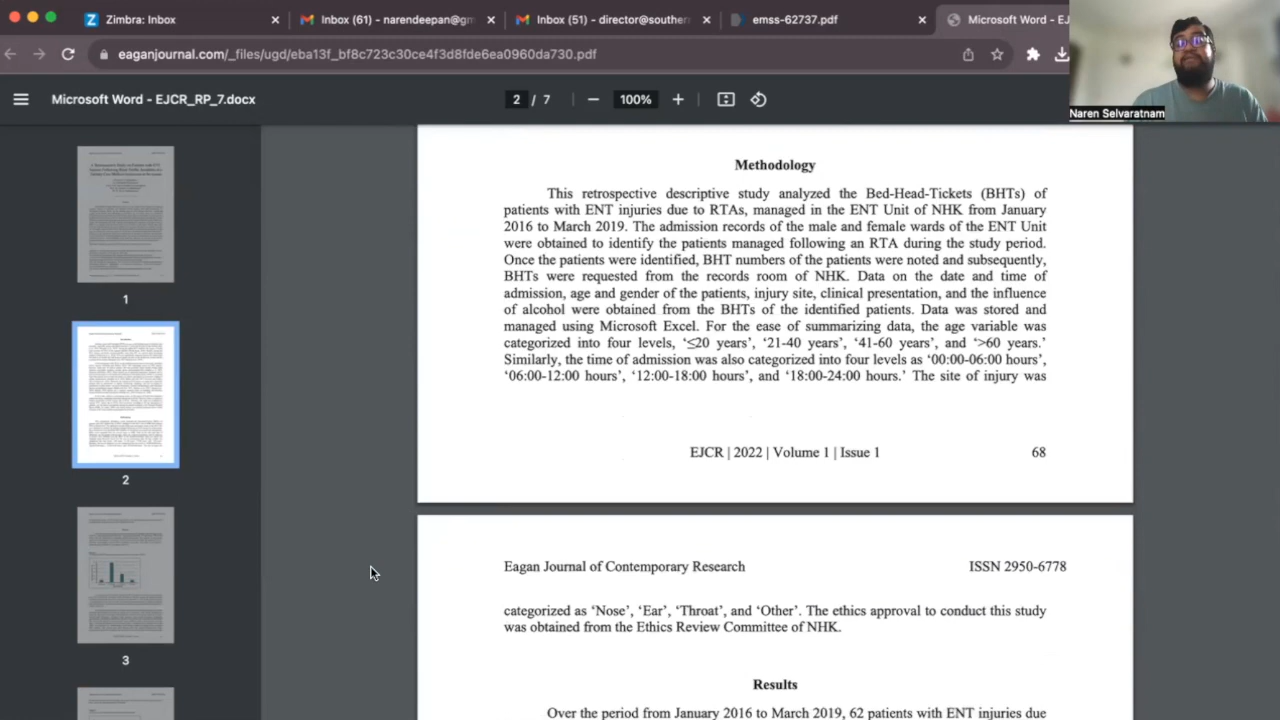 Zimbra: Inbox
Inbox (61) - narendeepan@gm
Inbox (51) - director@southern
emss-62737.pdf
Microsoft Word - EJ
eaganjournal.com/_files/ugd/eba13f_bf8c723c30ce4f3d8fde6ea0960da730.pdf
Microsoft Word - EJCR_RP_7.docx
2 / 7
100%
Naren Selvaratnam
Methodology
This retrospective descriptive study analyzed the Bed-Head-Tickets (BHTs) of
patients with ENT injuries due to RTAs, managed in the ENT Unit of NHK from January
2016 to March 2019. The admission records of the male and female wards of the ENT Unit
were obtained to identify the patients managed following an RTA during the study period.
Once the patients were identified, BHT numbers of the patients were noted and subsequently,
BHTs were requested from the records room of NHK. Data on the date and time of
admission, age and gender of the patients, injury site, clinical presentation, and the influence
of alcohol were obtained from the BHTs of the identified patients. Data was stored and
managed using Microsoft Excel. For the ease of summarizing data, the age variable was
categorized into four levels, ‘≤20 years’, ‘21-40 years’, ‘41-60 years’, and ‘>60 years.’
Similarly, the time of admission was also categorized into four levels as ‘00:00-06:00 hours’,
‘06:00-12:00 hours’, ‘12:00-18:00 hours’, and ‘18:00-24:00 hours.’ The site of injury was
EJCR | 2022 | Volume 1 | Issue 1
68
Eagan Journal of Contemporary Research
ISSN 2950-6778
categorized as ‘Nose’, ‘Ear’, ‘Throat’, and ‘Other’. The ethics approval to conduct this study
was obtained from the Ethics Review Committee of NHK.
Results
Over the period from January 2016 to March 2019, 62 patients with ENT injuries due
1
2
3